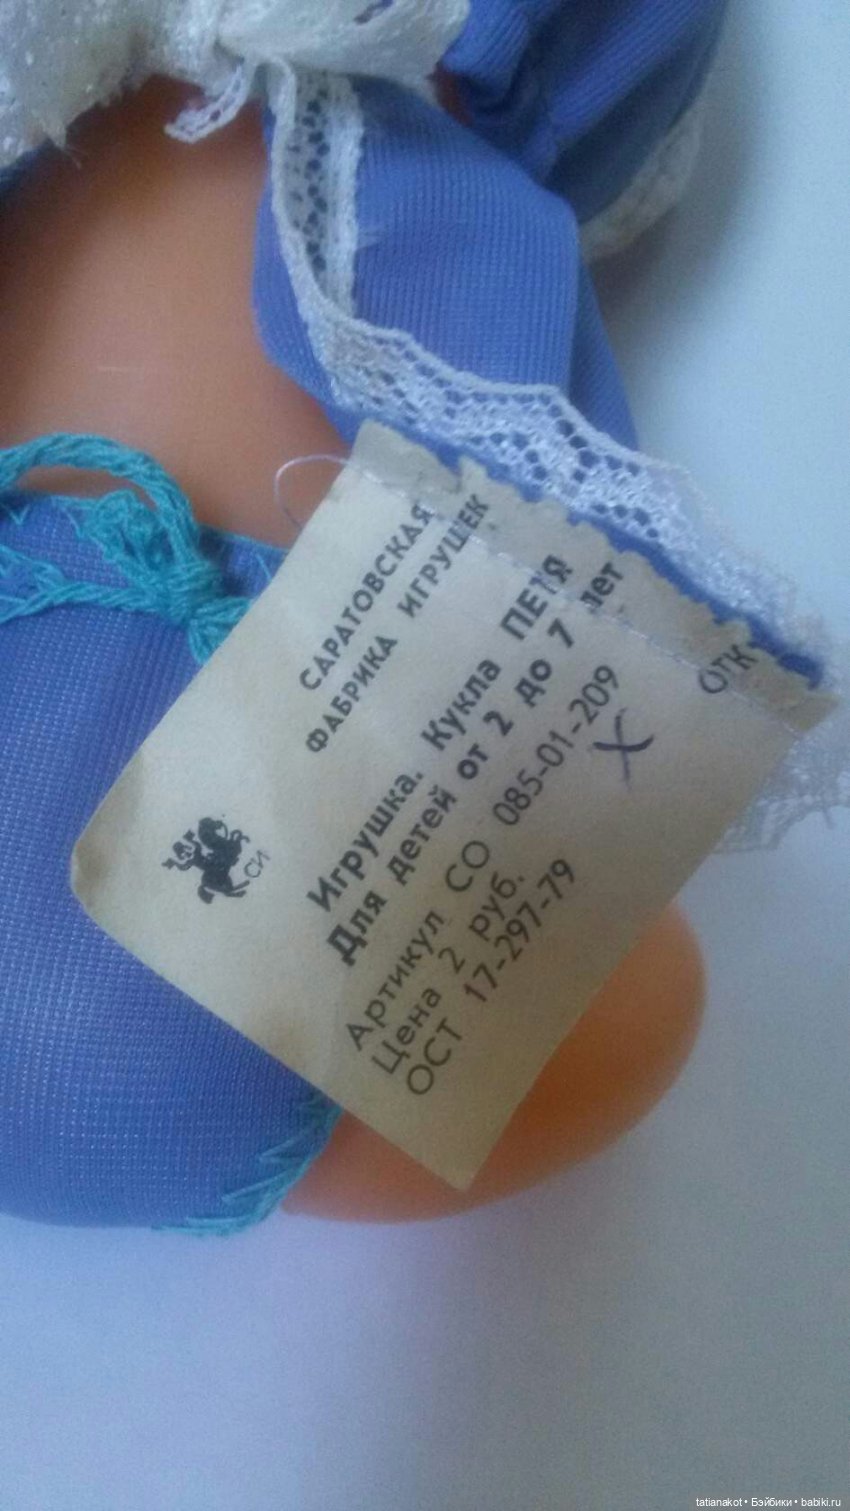 САРАТОВСКАЯ
ФАБРИКА ИГРУШЕК
Игрушка. Кукла ПЕТЯ
Для детей от 2 до 7 лет
Артикул СО 085-01-209
Цена 2 руб.
ОСТ 17-297-79
ОТК
Х
СИ
tatianakot • Бэйбики • babiki.ru